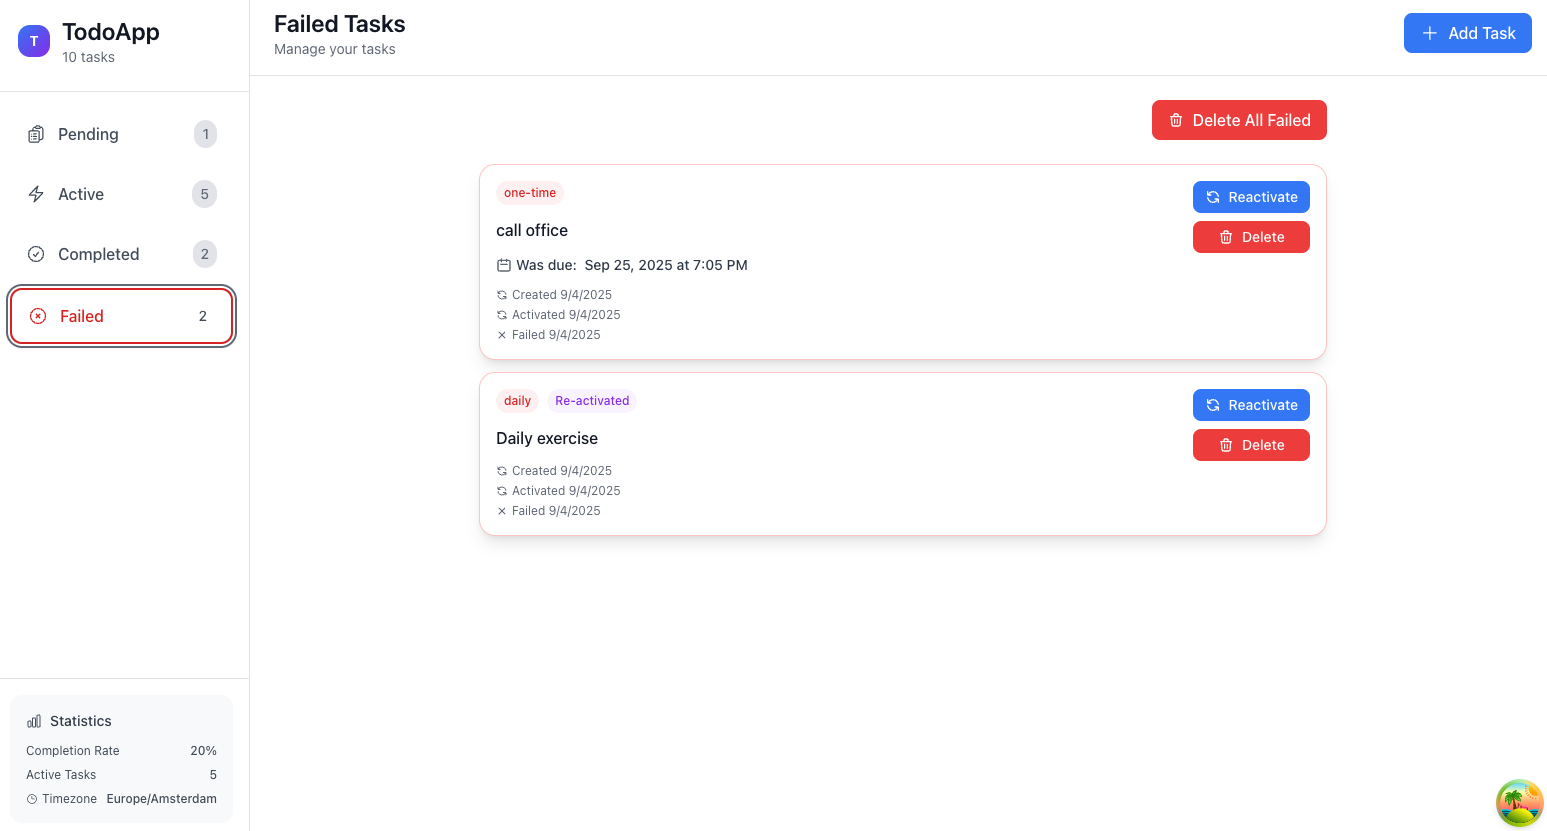 T
TodoApp
10 tasks
Pending 1
Active 5
Completed 2
Failed 2
Statistics
Completion Rate 20%
Active Tasks 5
Timezone Europe/Amsterdam
Failed Tasks
Manage your tasks
Add Task
Delete All Failed
one-time
call office
Was due: Sep 25, 2025 at 7:05 PM
Created 9/4/2025
Activated 9/4/2025
Failed 9/4/2025
Reactivate
Delete
daily Re-activated
Daily exercise
Created 9/4/2025
Activated 9/4/2025
Failed 9/4/2025
Reactivate
Delete